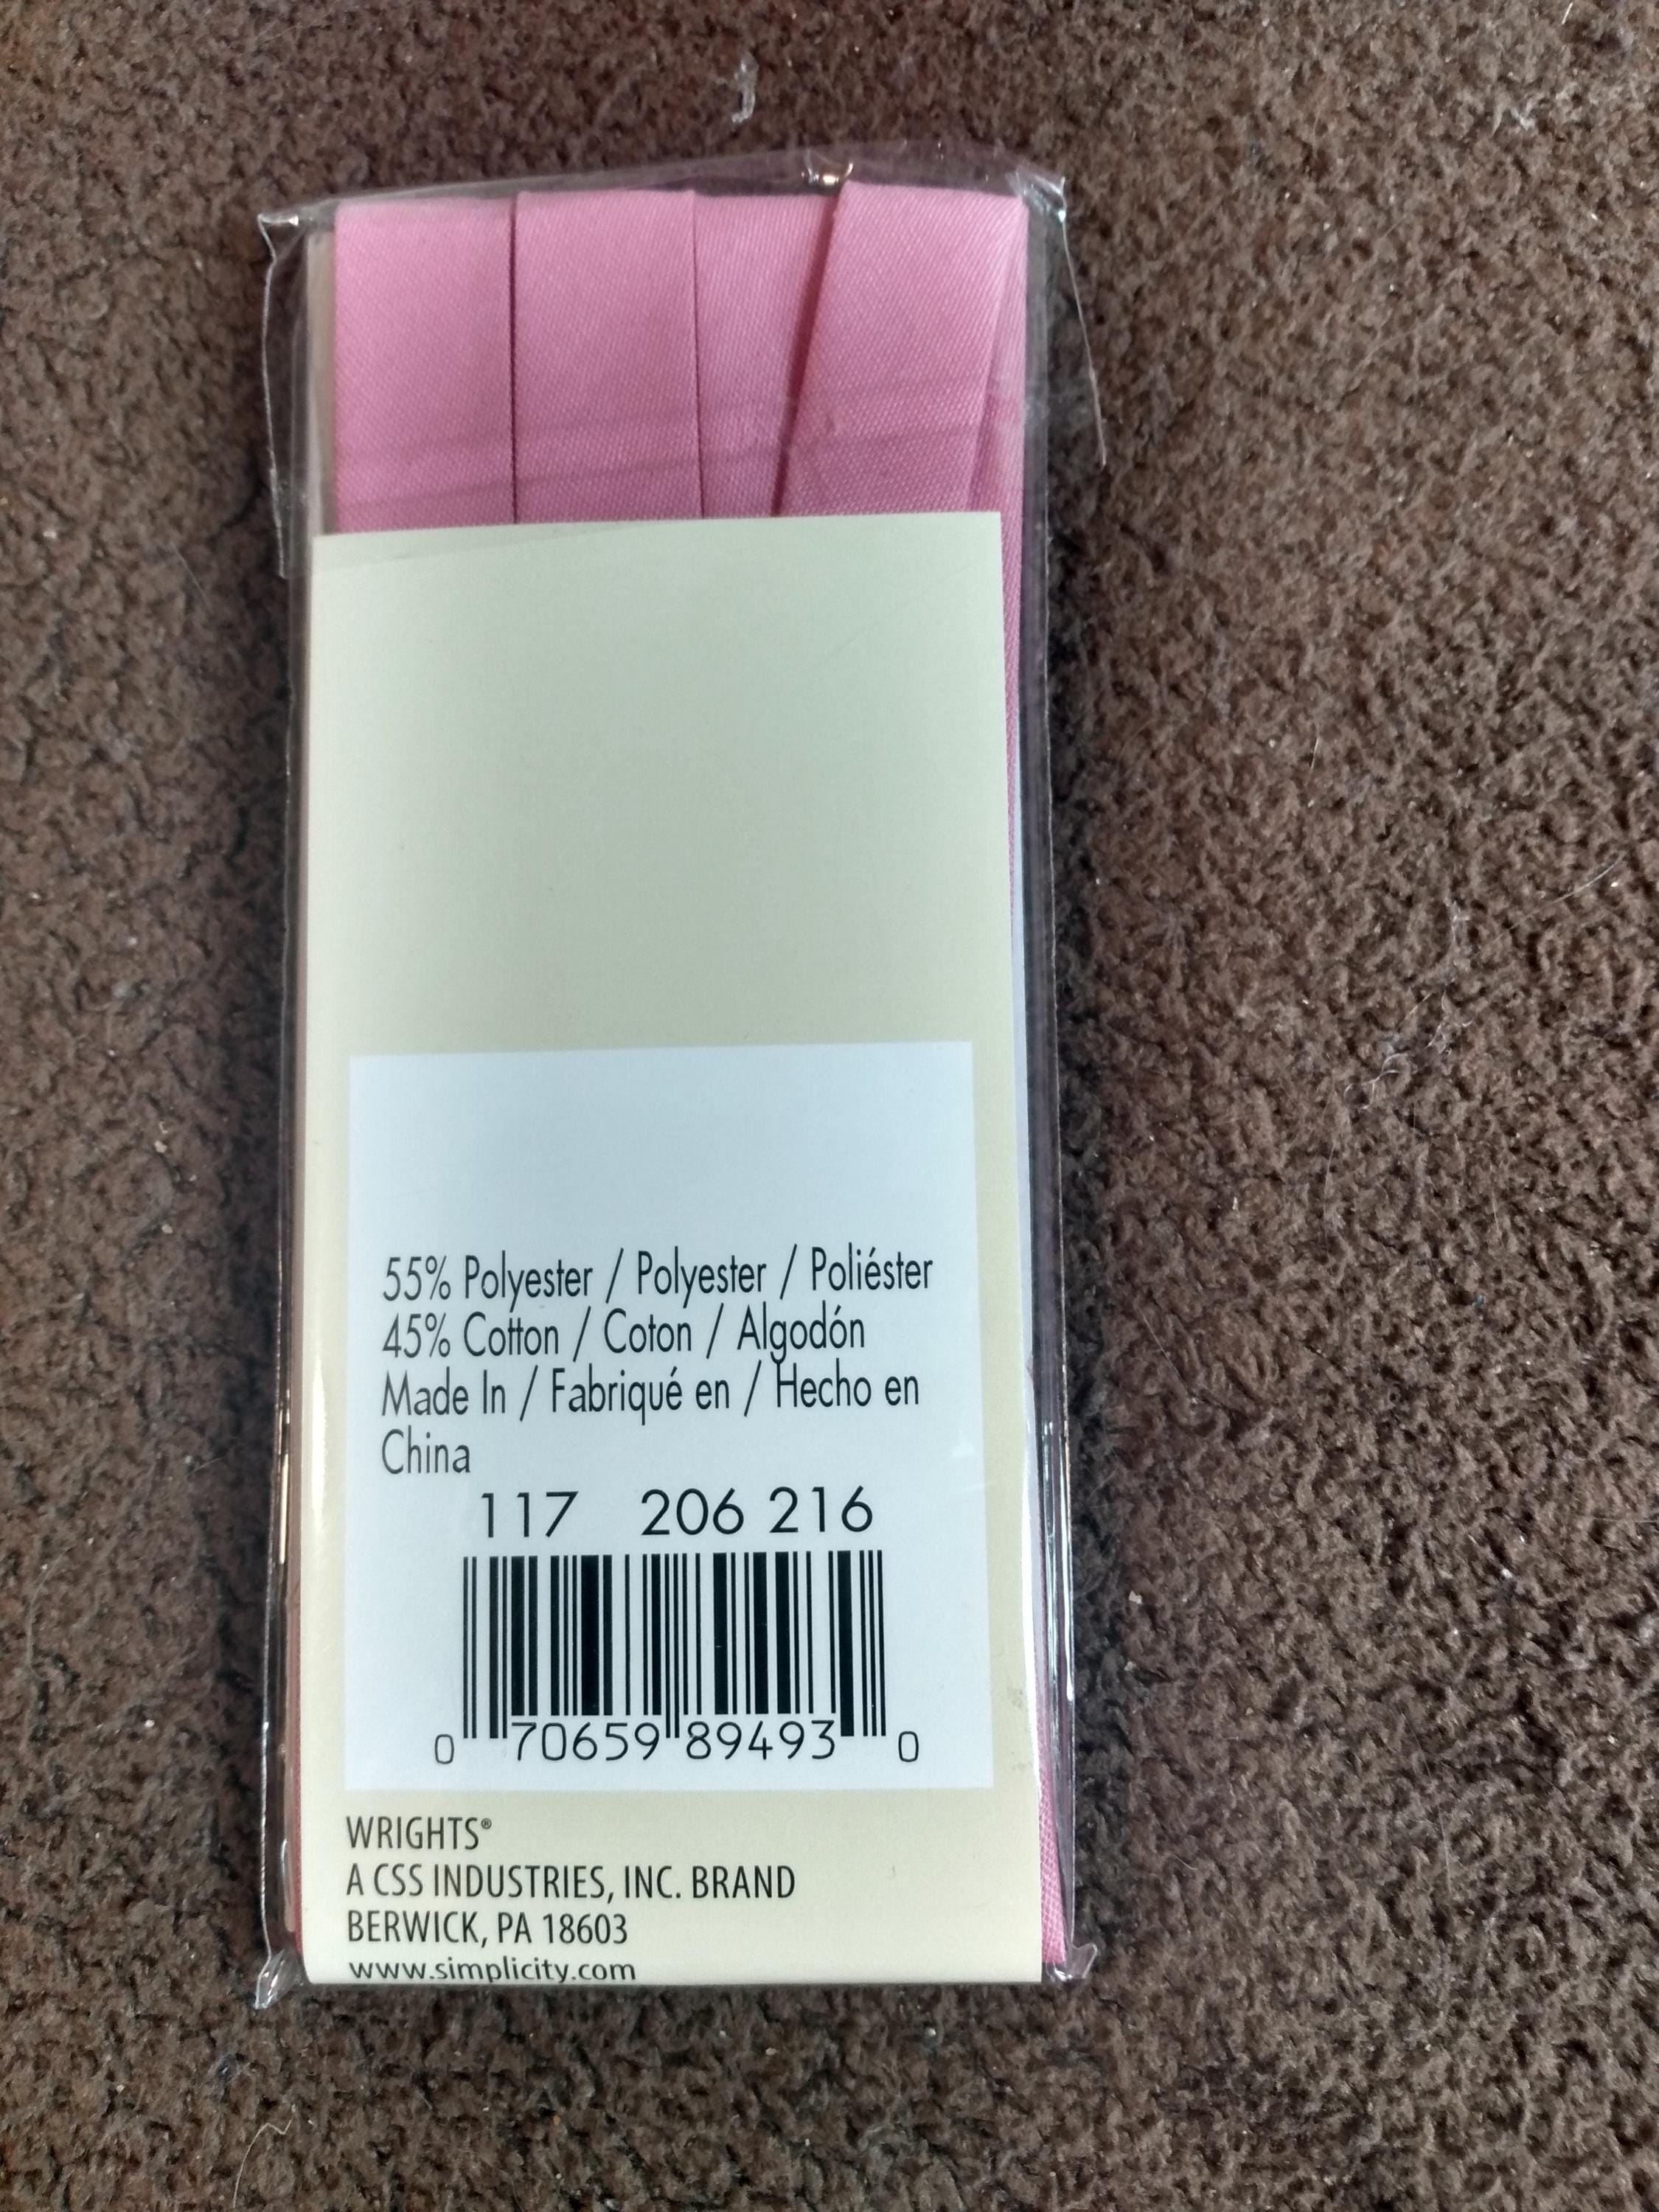 55% Polyester / Polyester / Poliéster
45% Cotton / Coton / Algodón
Made In / Fabriqué en / Hecho en
China
117 206 216
0 70659 89493 0
WRIGHTS®
A CSS INDUSTRIES, INC. BRAND
BERWICK, PA 18603
www.simplicity.com